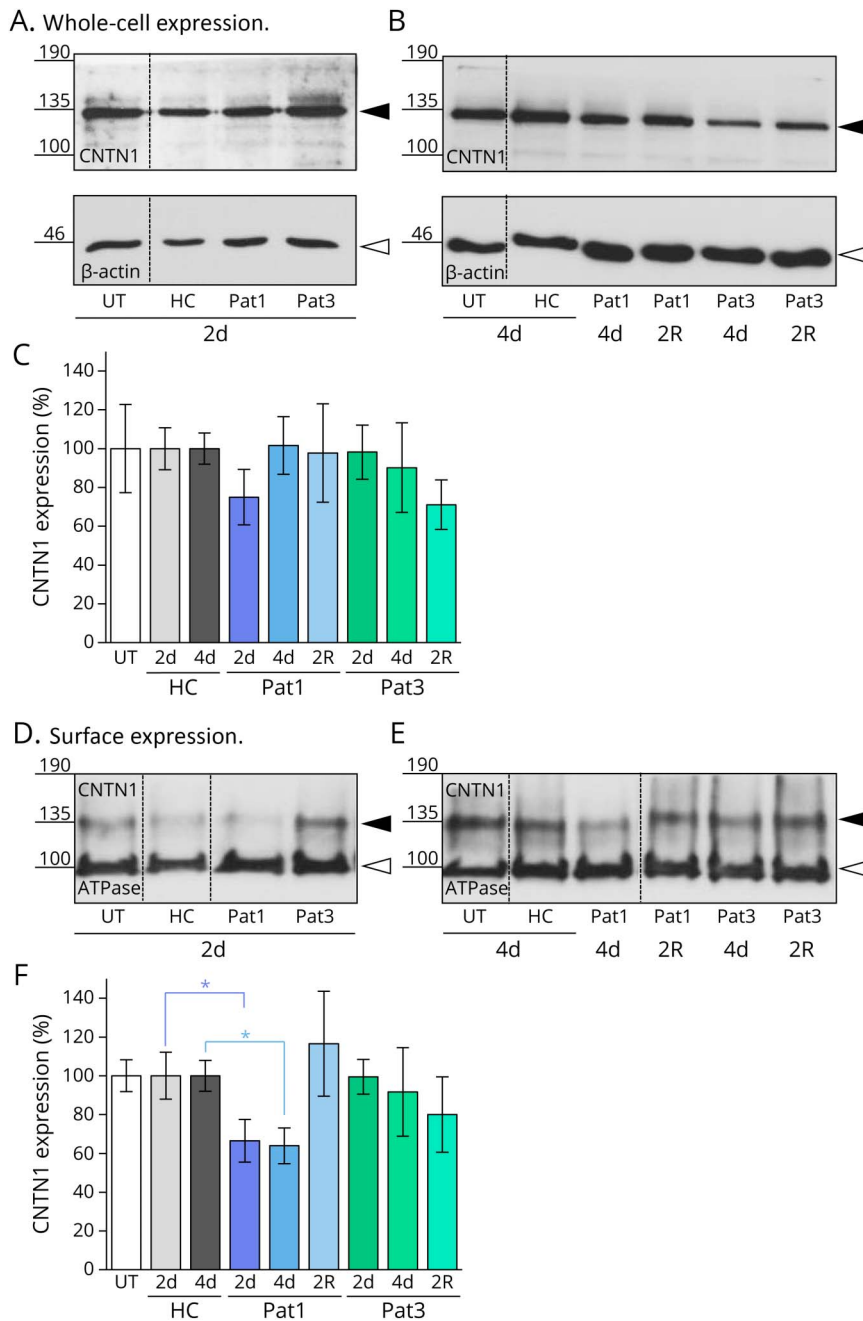 A. Whole-cell expression.
B
190
135
100
CNTN1
46
β-actin
UT HC Pat1 Pat3
2d
190
135
100
CNTN1
46
β-actin
UT HC Pat1 Pat1 Pat3 Pat3
4d 4d 2R 4d 2R
C
CNTN1 expression (%)
140
120
100
80
60
40
20
0
UT 2d 4d 2d 4d 2R 2d 4d 2R
HC Pat1 Pat3
D. Surface expression.
E
190
135
100
CNTN1
ATPase
UT HC Pat1 Pat3
2d
190
135
100
CNTN1
ATPase
UT HC Pat1 Pat1 Pat3 Pat3
4d 4d 2R 4d 2R
F
CNTN1 expression (%)
140
120
100
80
60
40
20
0
*
*
UT 2d 4d 2d 4d 2R 2d 4d 2R
HC Pat1 Pat3